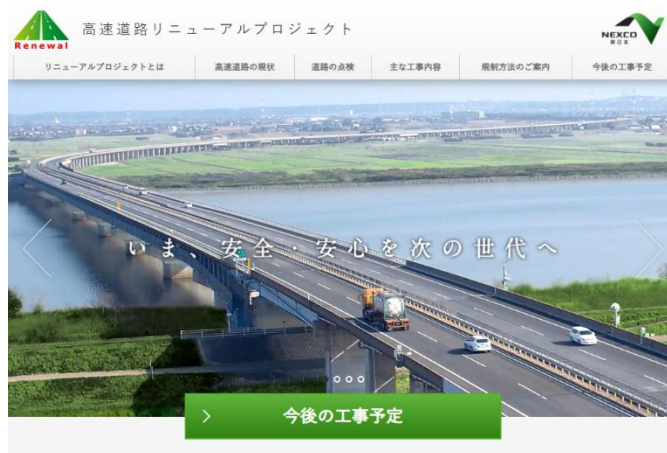 Renewal
高速道路リニューアルプロジェクト
NEXCO
東日本
リニューアルプロジェクトとは
高速道路の現状
道路の点検
主な工事内容
規制方法のご案内
今後の工事予定
いま、安全・安心を次の世代へ
今後の工事予定